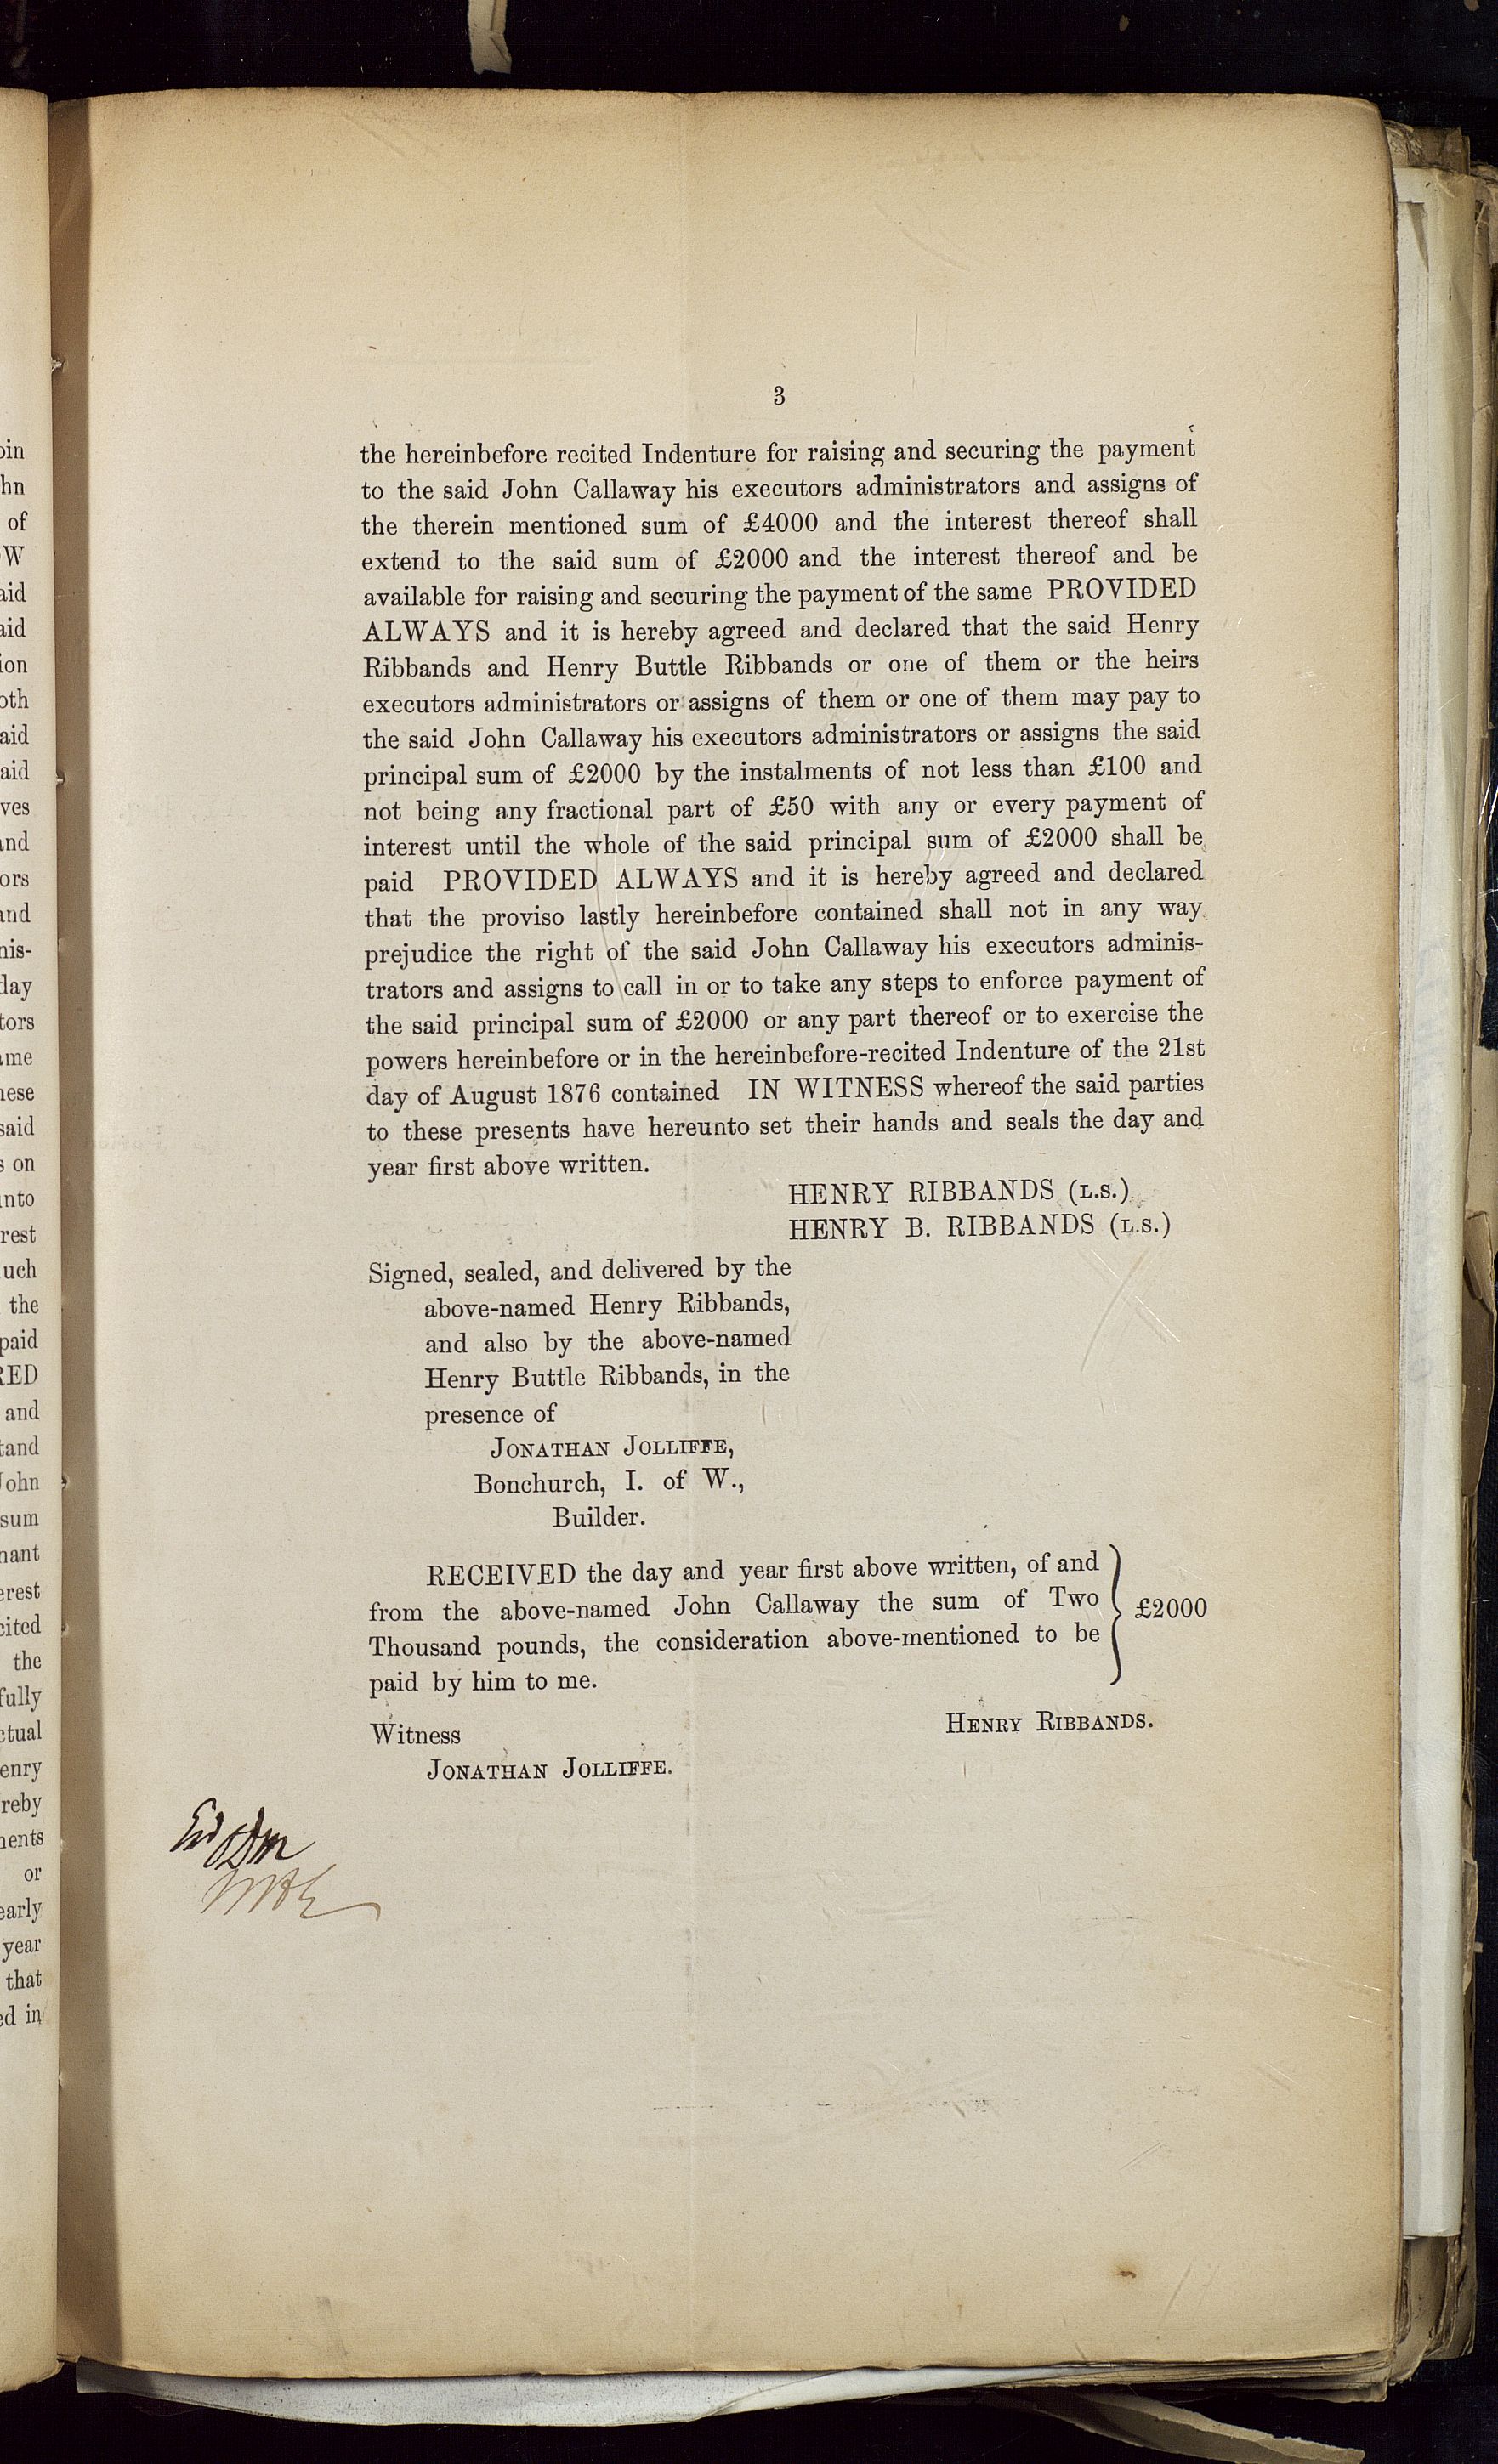 3
the hereinbefore recited Indenture for raising and securing the payment
to the said John Callaway his executors administrators and assigns of
the therein mentioned sum of £4000 and the interest thereof shall
extend to the said sum of £2000 and the interest thereof and be
available for raising and securing the payment of the same PROVIDED
ALWAYS and it is hereby agreed and declared that the said Henry
Ribbands and Henry Buttle Ribbands or one of them or the heirs
executors administrators or assigns of them or one of them may pay to
the said John Callaway his executors administrators or assigns the said
principal sum of £2000 by the instalments of not less than £100 and
not being any fractional part of £50 with any or every payment of
interest until the whole of the said principal sum of £2000 shall be
paid PROVIDED ALWAYS and it is hereby agreed and declared
that the proviso lastly hereinbefore contained shall not in any way
prejudice the right of the said John Callaway his executors adminis-
trators and assigns to call in or to take any steps to enforce payment of
the said principal sum of £2000 or any part thereof or to exercise the
powers hereinbefore or in the hereinbefore-recited Indenture of the 21st
day of August 1876 contained IN WITNESS whereof the said parties
to these presents have hereunto set their hands and seals the day and
year first above written.
HENRY RIBBANDS (L.S.)
HENRY B. RIBBANDS (L.S.)
Signed, sealed, and delivered by the
above-named Henry Ribbands,
and also by the above-named
Henry Buttle Ribbands, in the
presence of
JONATHAN JOLLIFFE,
Bonchurch, I. of W.,
Builder.
RECEIVED the day and year first above written, of and
from the above-named John Callaway the sum of Two
Thousand pounds, the consideration above-mentioned to be
paid by him to me.
£2000
HENRY RIBBANDS.
Witness
JONATHAN JOLLIFFE.